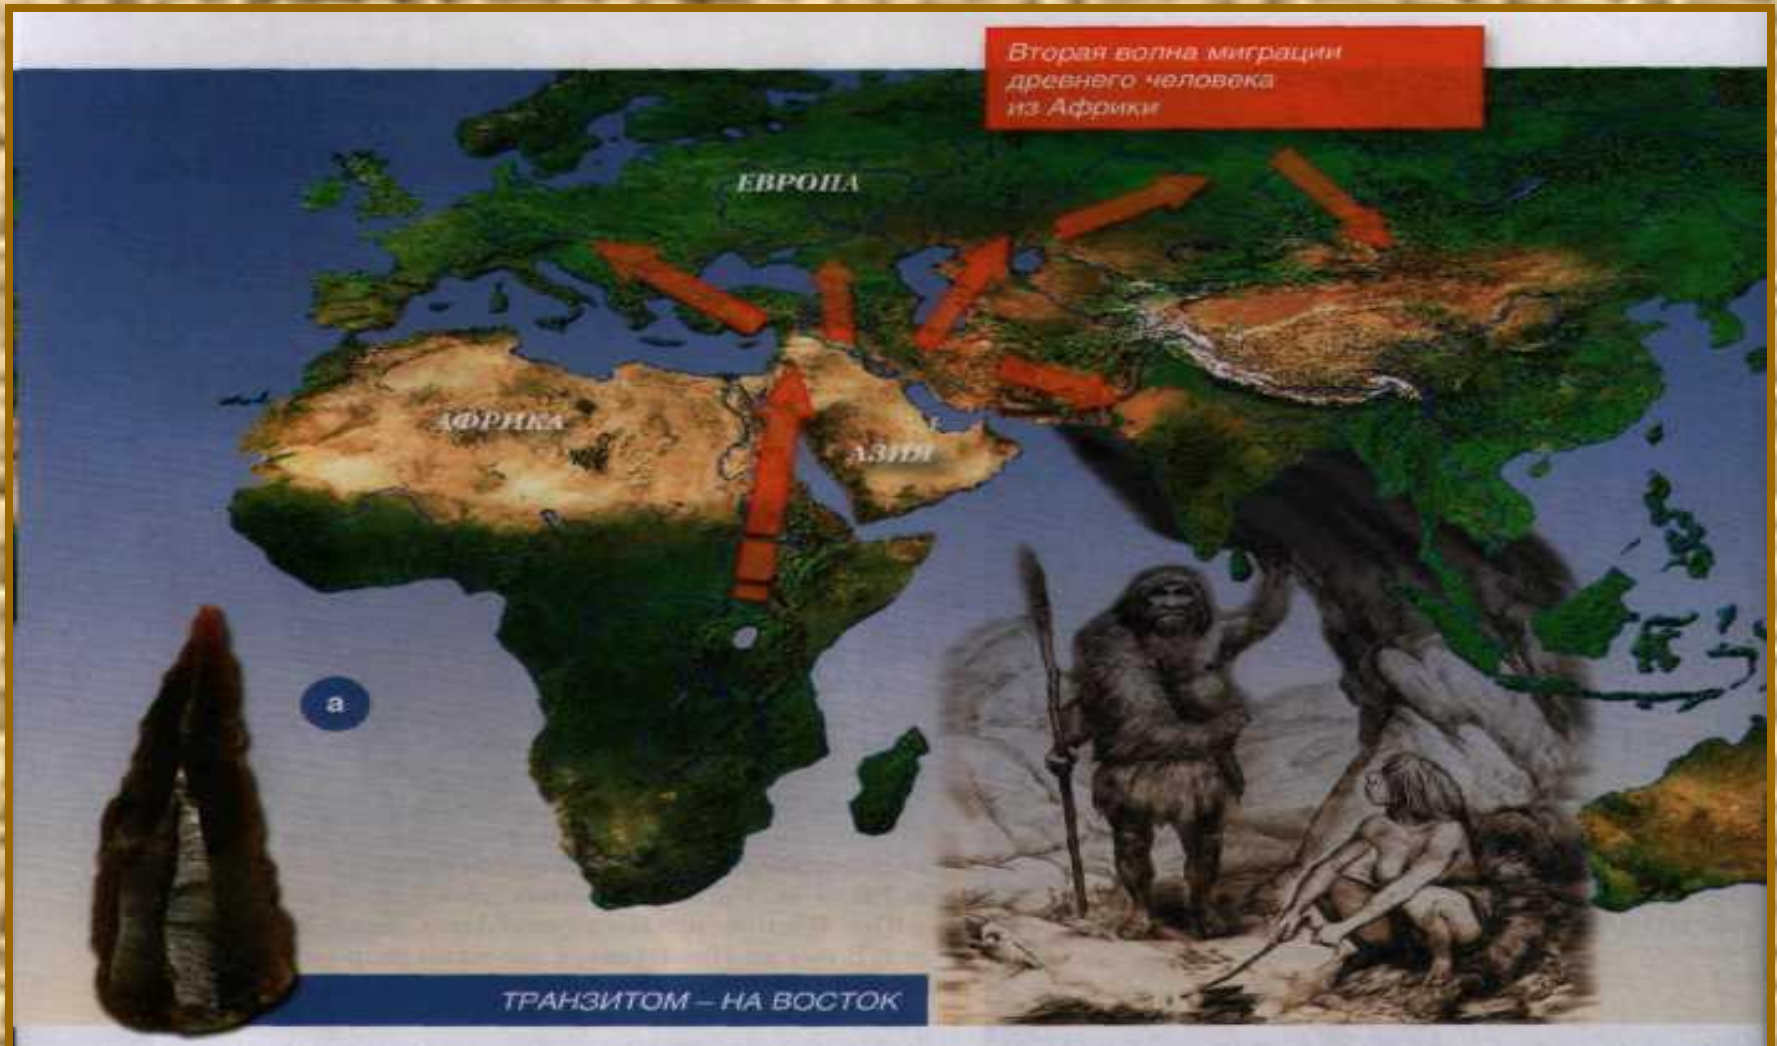 Вторая волна миграции
древнего человека
из Африки
ЕВРОПА
АФРИКА
АЗИЯ
а
ТРАНЗИТОМ – НА ВОСТОК